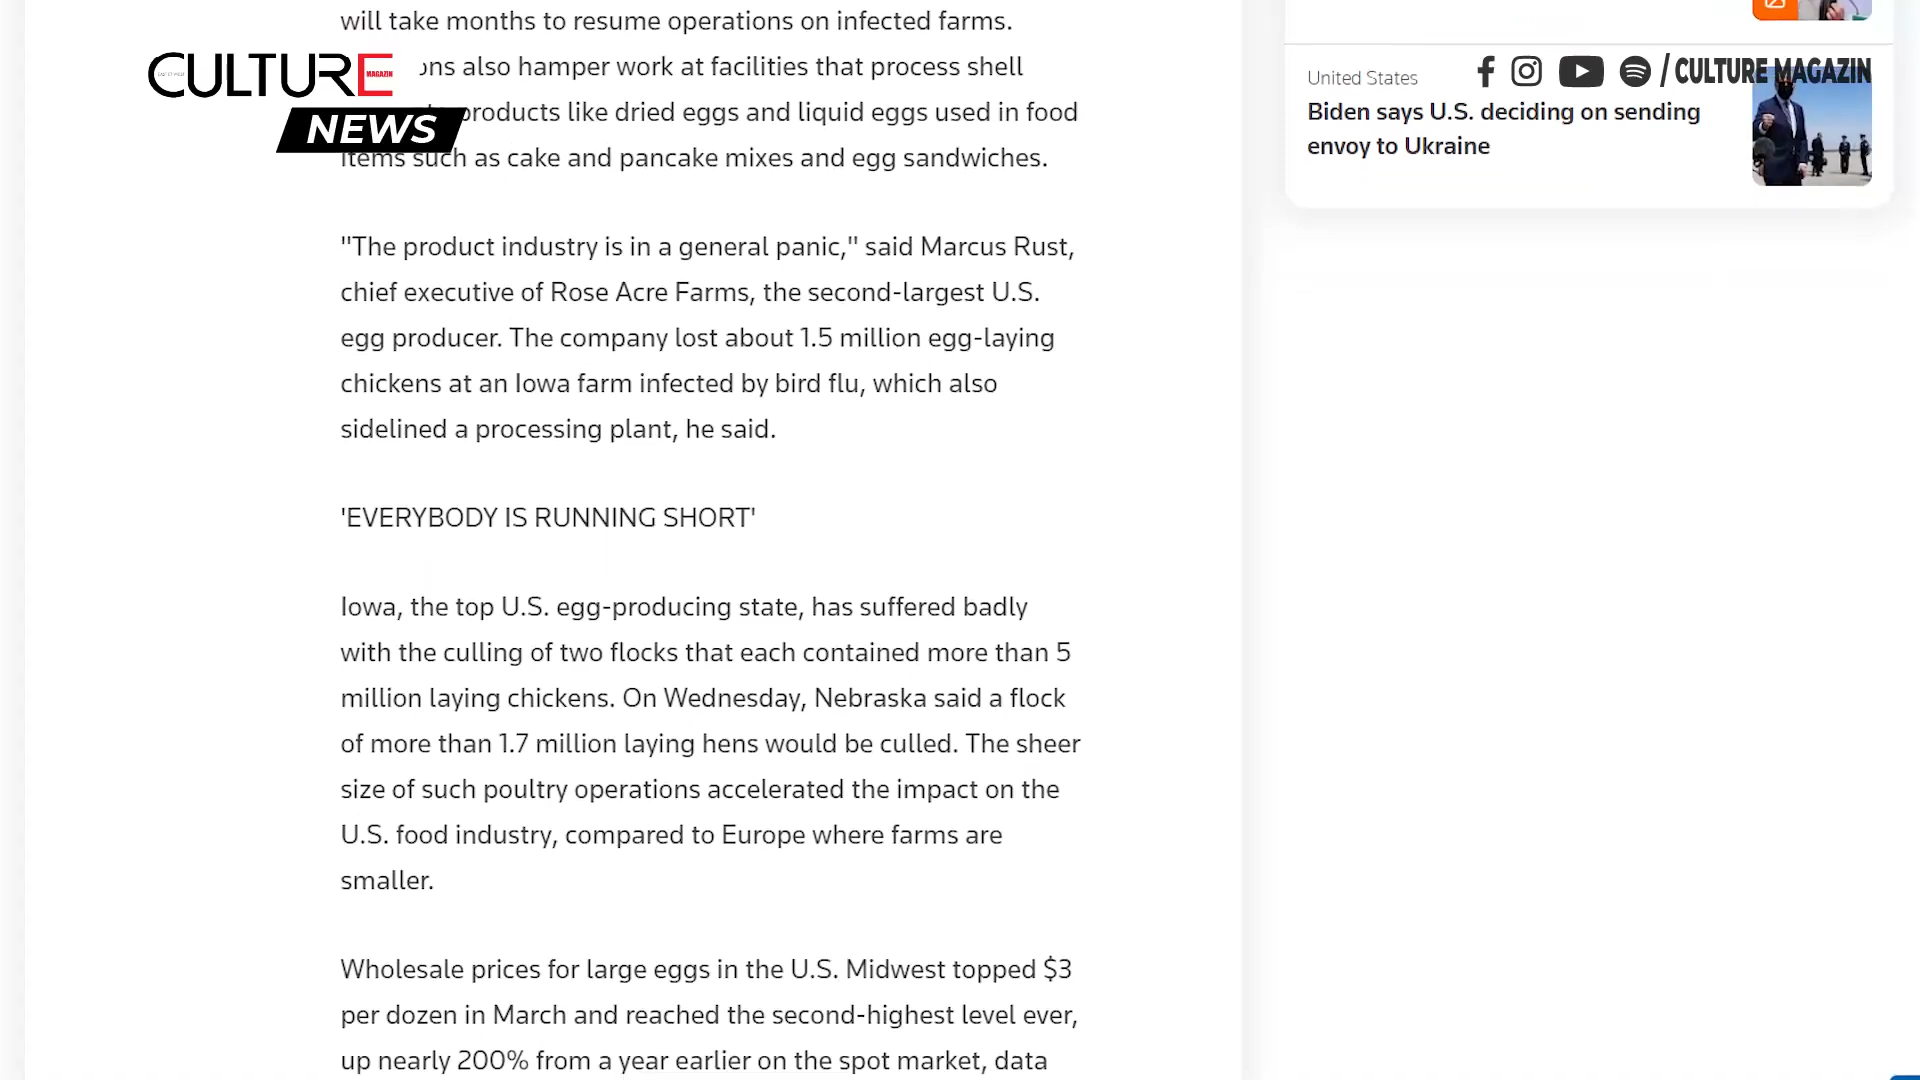 will take months to resume operations on infected farms.
CULTURE
MAGAZIN
NEWS
also hamper work at facilities that process shell
products like dried eggs and liquid eggs used in food
items such as cake and pancake mixes and egg sandwiches.
"The product industry is in a general panic," said Marcus Rust,
chief executive of Rose Acre Farms, the second-largest U.S.
egg producer. The company lost about 1.5 million egg-laying
chickens at an Iowa farm infected by bird flu, which also
sidelined a processing plant, he said.
'EVERYBODY IS RUNNING SHORT'
Iowa, the top U.S. egg-producing state, has suffered badly
with the culling of two flocks that each contained more than 5
million laying chickens. On Wednesday, Nebraska said a flock
of more than 1.7 million laying hens would be culled. The sheer
size of such poultry operations accelerated the impact on the
U.S. food industry, compared to Europe where farms are
smaller.
Wholesale prices for large eggs in the U.S. Midwest topped $3
per dozen in March and reached the second-highest level ever,
up nearly 200% from a year earlier on the spot market, data
/ CULTURE MAGAZIN
United States
Biden says U.S. deciding on sending
envoy to Ukraine